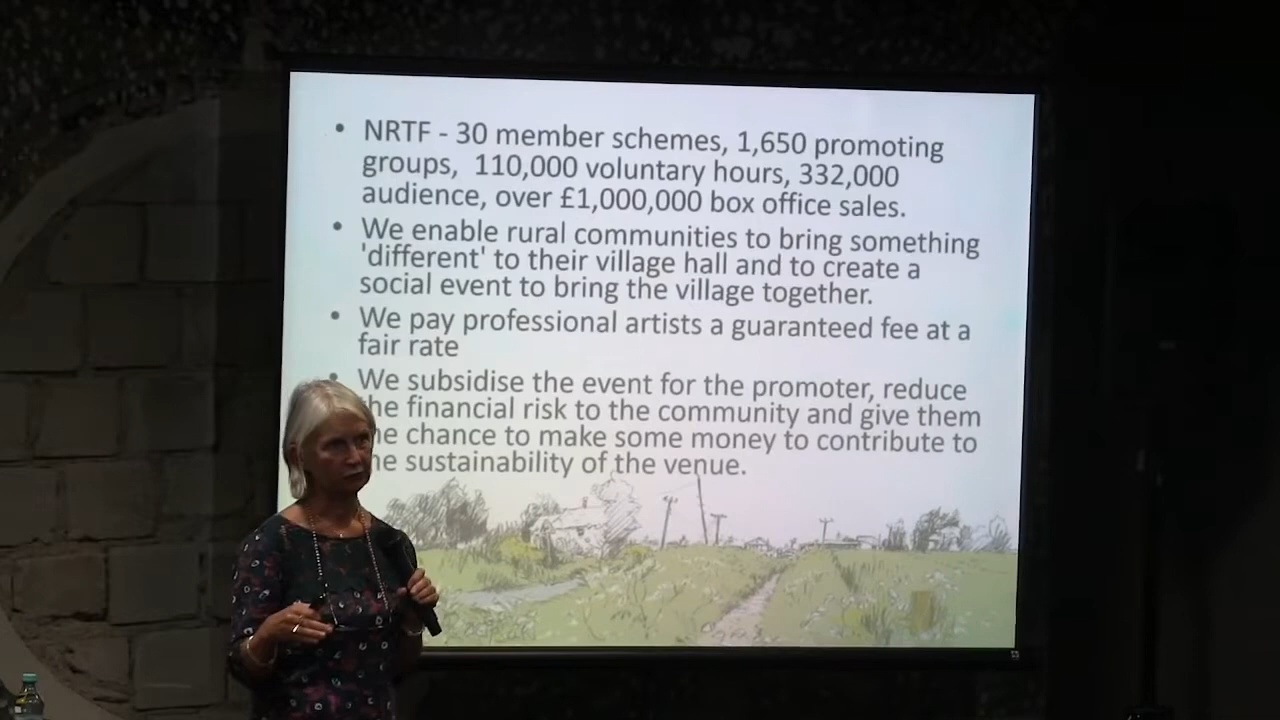 • NRTF - 30 member schemes, 1,650 promoting
groups, 110,000 voluntary hours, 332,000
audience, over £1,000,000 box office sales.
• We enable rural communities to bring something
'different' to their village hall and to create a
social event to bring the village together.
• We pay professional artists a guaranteed fee at a
fair rate
• We subsidise the event for the promoter, reduce
he financial risk to the community and give them
he chance to make some money to contribute to
he sustainability of the venue.